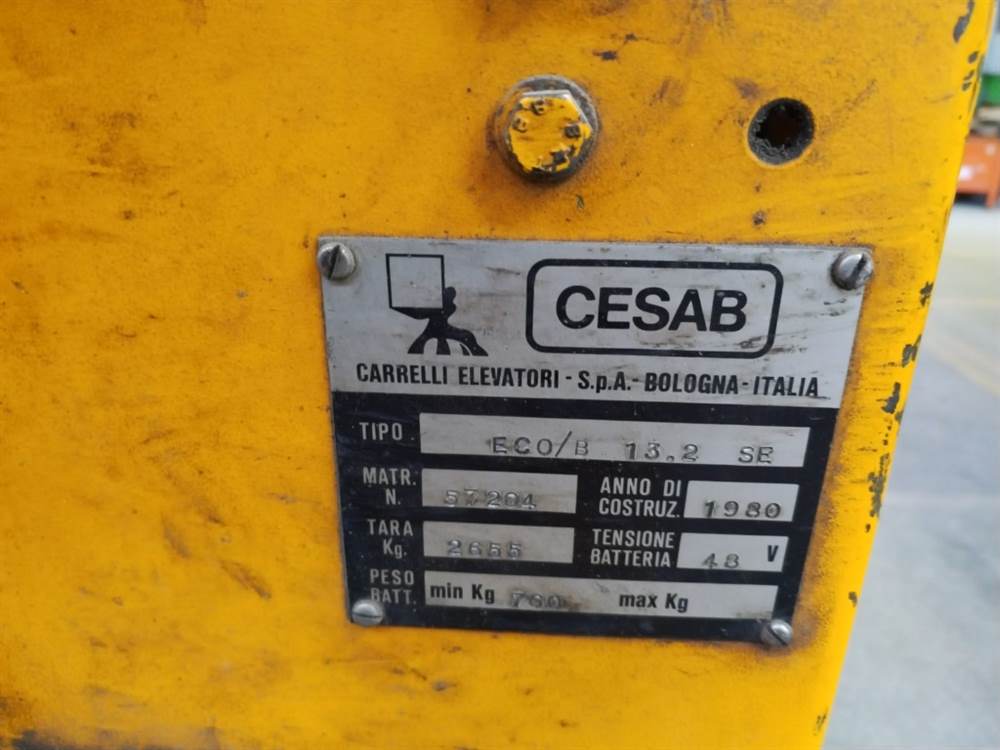 CESAB
CARRELLI ELEVATORI - S.p.A. - BOLOGNA - ITALIA
TIPO ECO/B 13.2 SE
MATR. N. 57204 ANNO DI COSTRUZ. 1980
TARA Kg. 2655 TENSIONE BATTERIA 48 V
PESO BATT. min Kg 760 max Kg